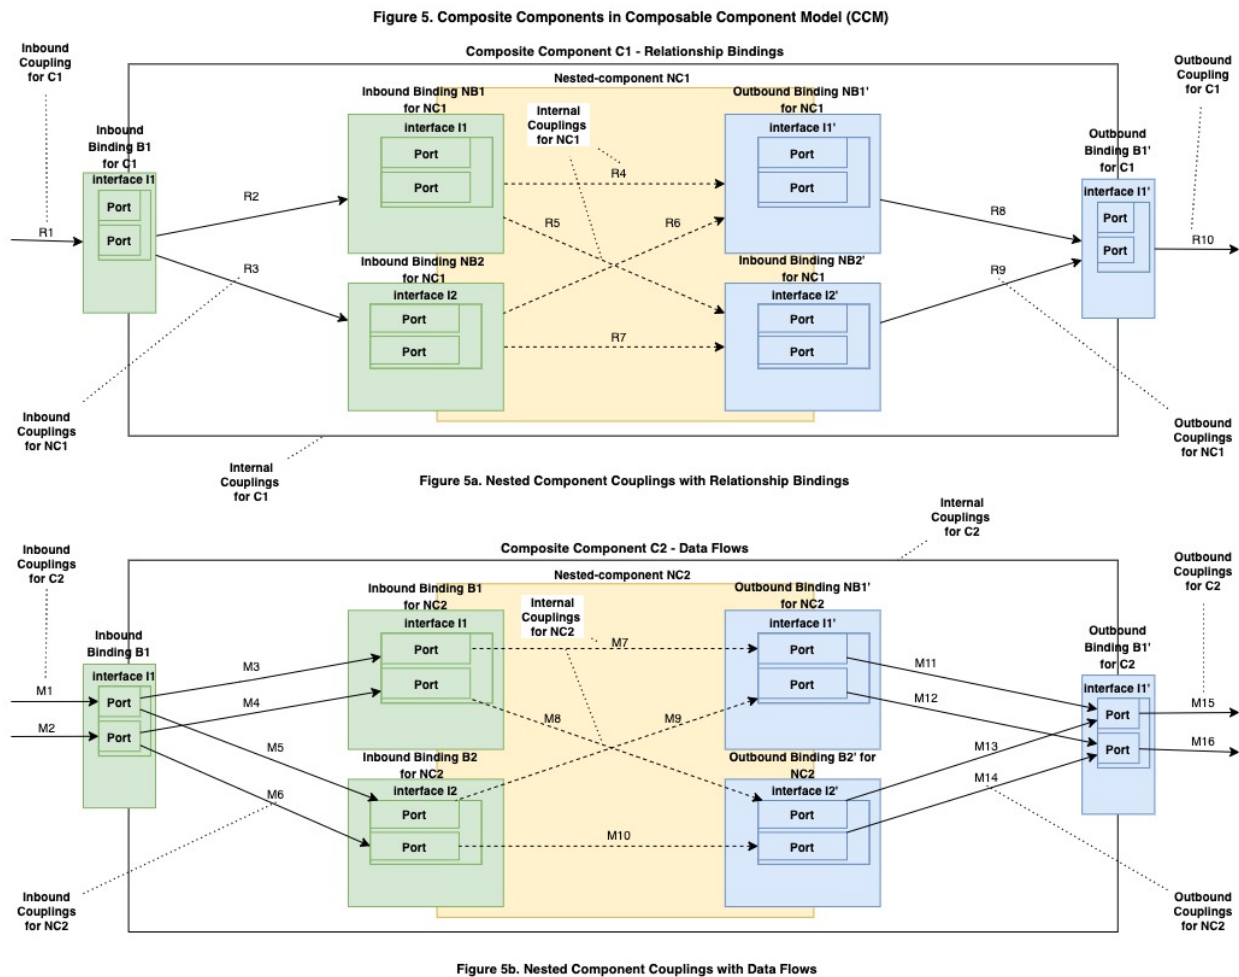 Figure 5. Composite Components in Composable Component Model (CCM)
Inbound
Coupling
for C1
Composite Component C1 - Relationship Bindings
Outbound
Coupling
for C1
Nested-component NC1
Inbound Binding NB1
for NC1
Outbound Binding NB1'
for NC1
Internal
Couplings
for NC1
Inbound
Binding B1
for C1
interface I1
Port
Port
interface I1
Port
Port
interface I1'
Port
Port
Outbound
Binding B1'
for C1
interface I1'
Port
Port
R1
R2
R3
R4
R5
R6
R7
R8
R9
R10
Inbound Binding NB2
for NC1
interface I2
Port
Port
Inbound Binding NB2'
for NC1
interface I2'
Port
Port
Inbound
Couplings
for NC1
Outbound
Couplings
for NC1
Internal
Couplings
for C1
Figure 5a. Nested Component Couplings with Relationship Bindings
Internal
Couplings
for C2
Inbound
Couplings
for C2
Composite Component C2 - Data Flows
Outbound
Couplings
for C2
Nested-component NC2
Inbound Binding B1
for NC2
Outbound Binding NB1'
for NC2
Internal
Couplings
for NC2
Inbound
Binding B1
interface I1
Port
Port
interface I1
Port
Port
interface I1'
Port
Port
Outbound
Binding B1'
for C2
interface I1'
Port
Port
M1
M2
M3
M4
M5
M6
M7
M8
M9
M10
M11
M12
M13
M14
M15
M16
Inbound Binding B2
for NC2
interface I2
Port
Port
Outbound Binding B2' for
NC2
interface I2'
Port
Port
Inbound
Couplings
for NC2
Outbound
Couplings
for NC2
Figure 5b. Nested Component Couplings with Data Flows